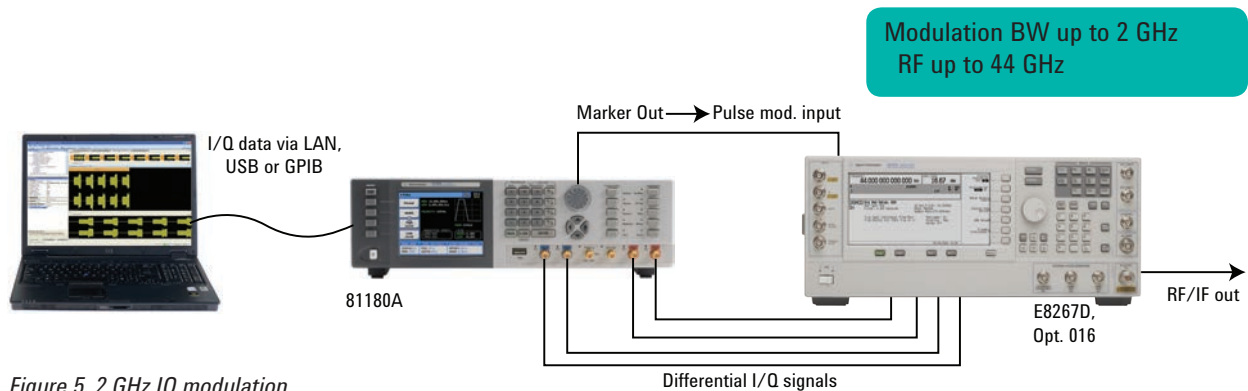 Modulation BW up to 2 GHz
RF up to 44 GHz
Marker Out
Pulse mod. input
I/Q data via LAN,
USB or GPIB
81180A
E8267D,
Opt. 016
RF/IF out
Differential I/Q signals
Figure 5. 2 GHz IQ modulation